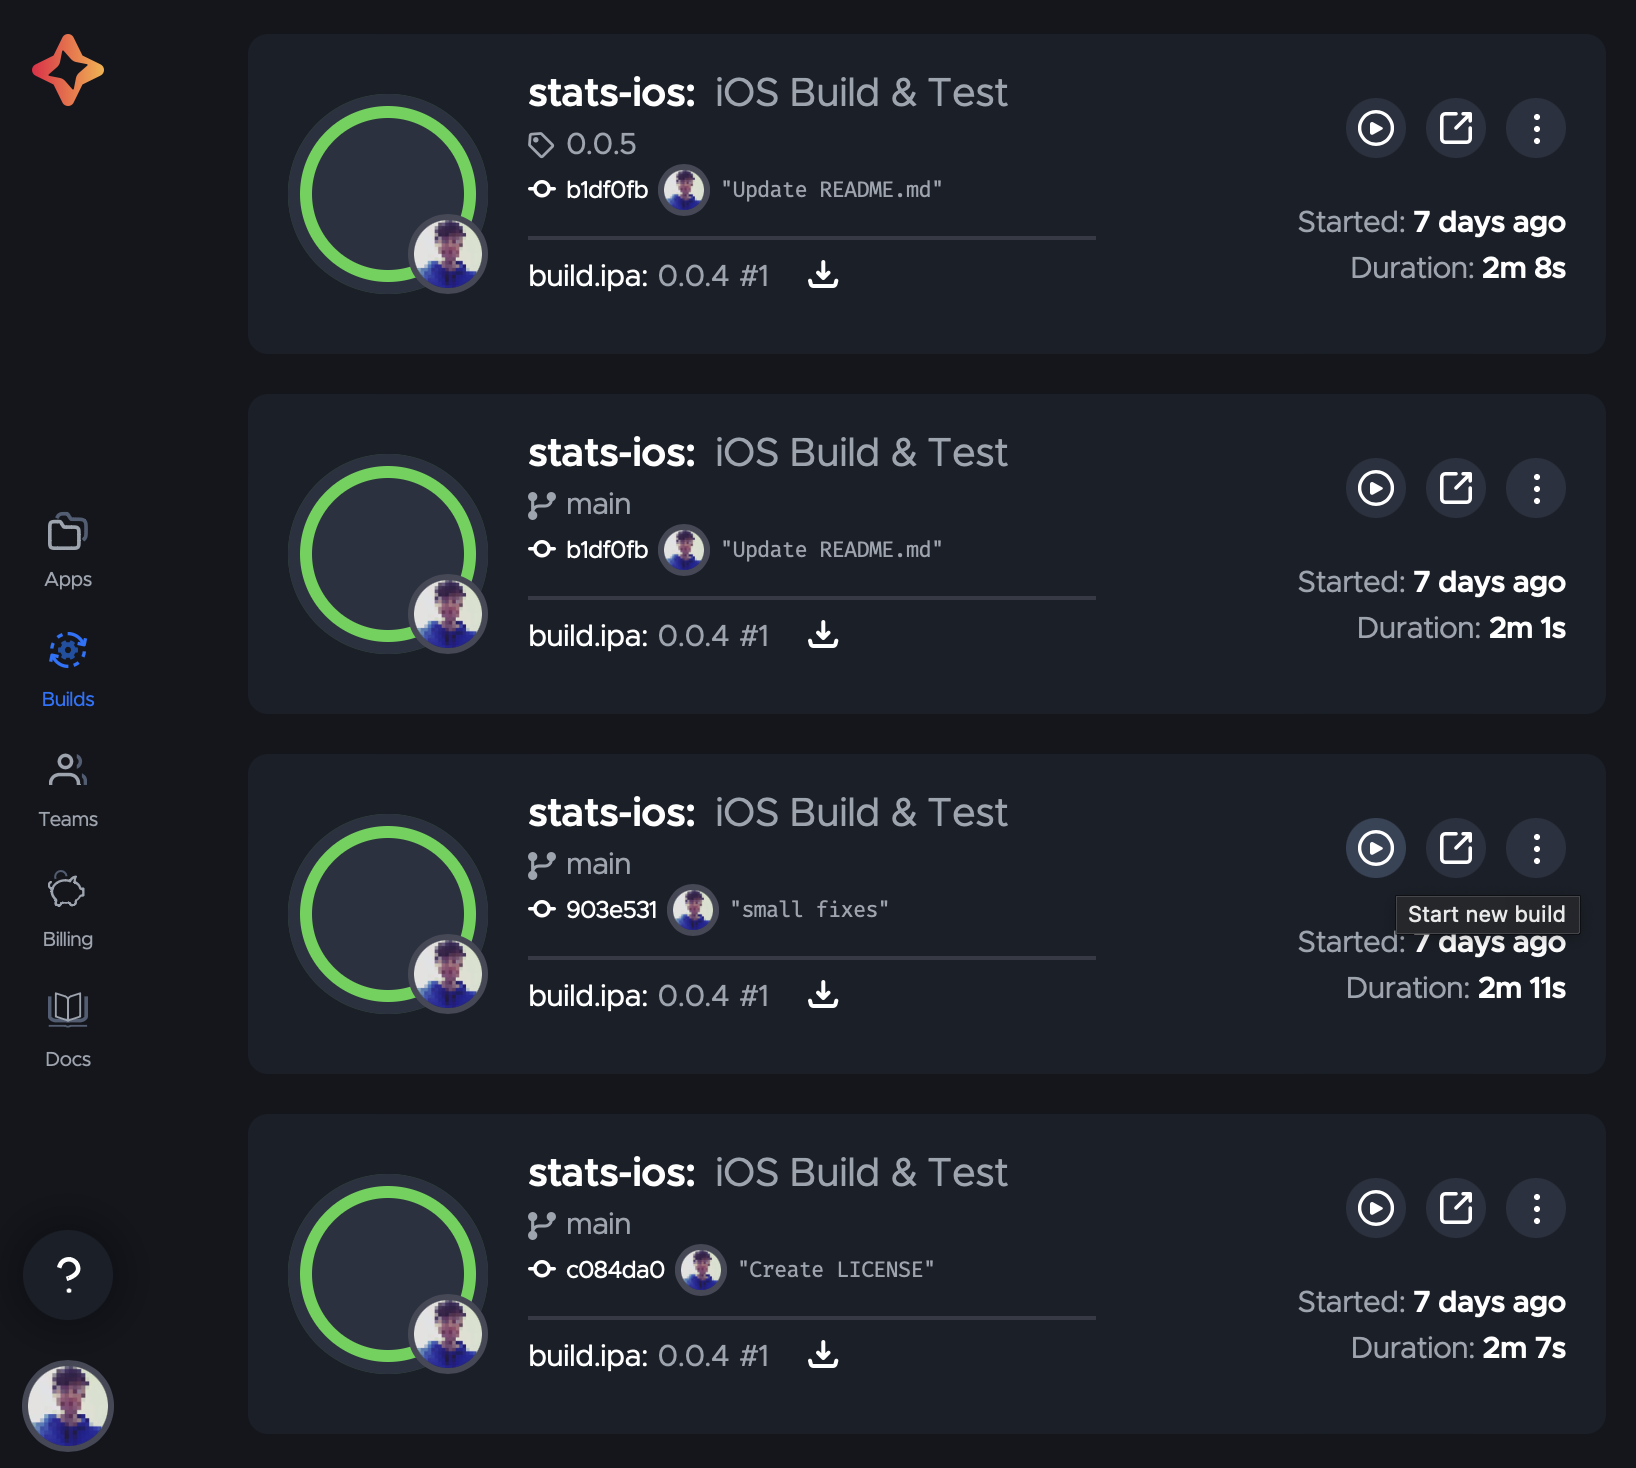 stats-ios: iOS Build & Test
0.0.5
b1df0fb "Update README.md"
Started: 7 days ago
Duration: 2m 8s
build.ipa: 0.0.4 #1
stats-ios: iOS Build & Test
main
b1df0fb "Update README.md"
Started: 7 days ago
Duration: 2m 1s
build.ipa: 0.0.4 #1
stats-ios: iOS Build & Test
main
903e531 "small fixes"
Start new build
Started: 7 days ago
Duration: 2m 11s
build.ipa: 0.0.4 #1
stats-ios: iOS Build & Test
main
c084da0 "Create LICENSE"
Started: 7 days ago
Duration: 2m 7s
build.ipa: 0.0.4 #1
Apps
Builds
Teams
Billing
Docs
?